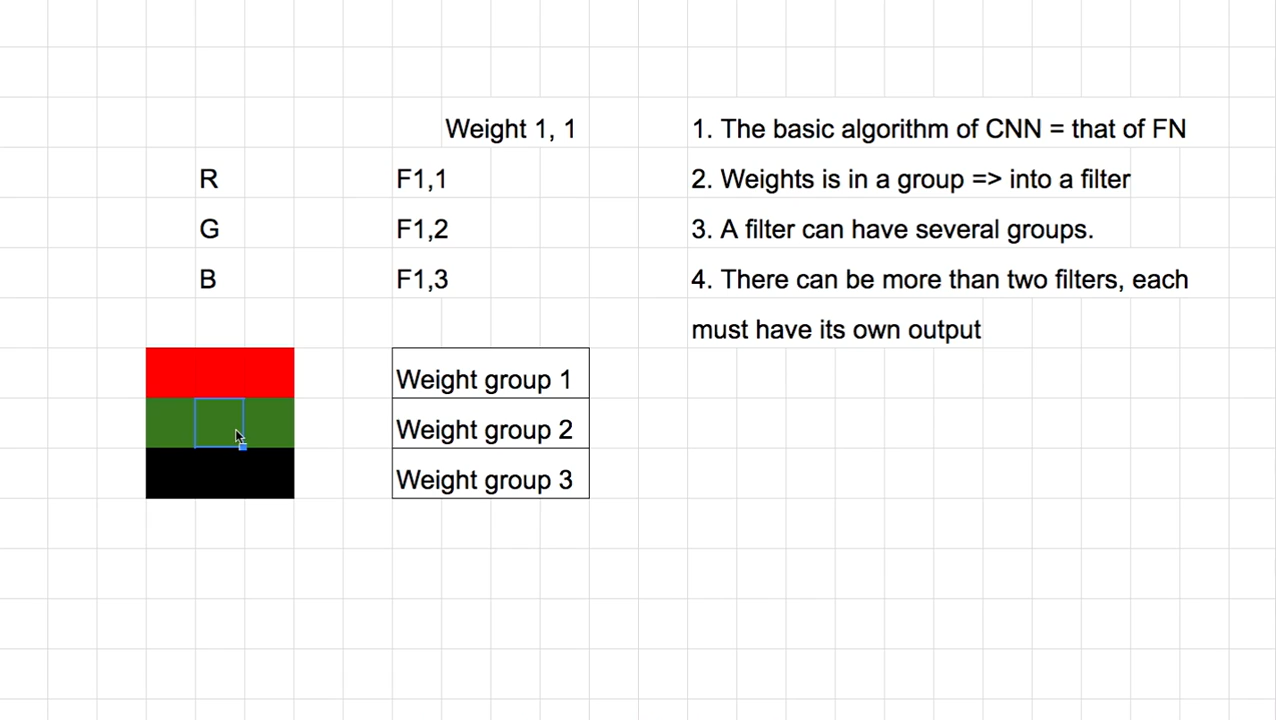 Weight 1, 1
R F1,1
G F1,2
B F1,3
Weight group 1
Weight group 2
Weight group 3
1. The basic algorithm of CNN = that of FN
2. Weights is in a group => into a filter
3. A filter can have several groups.
4. There can be more than two filters, each
must have its own output